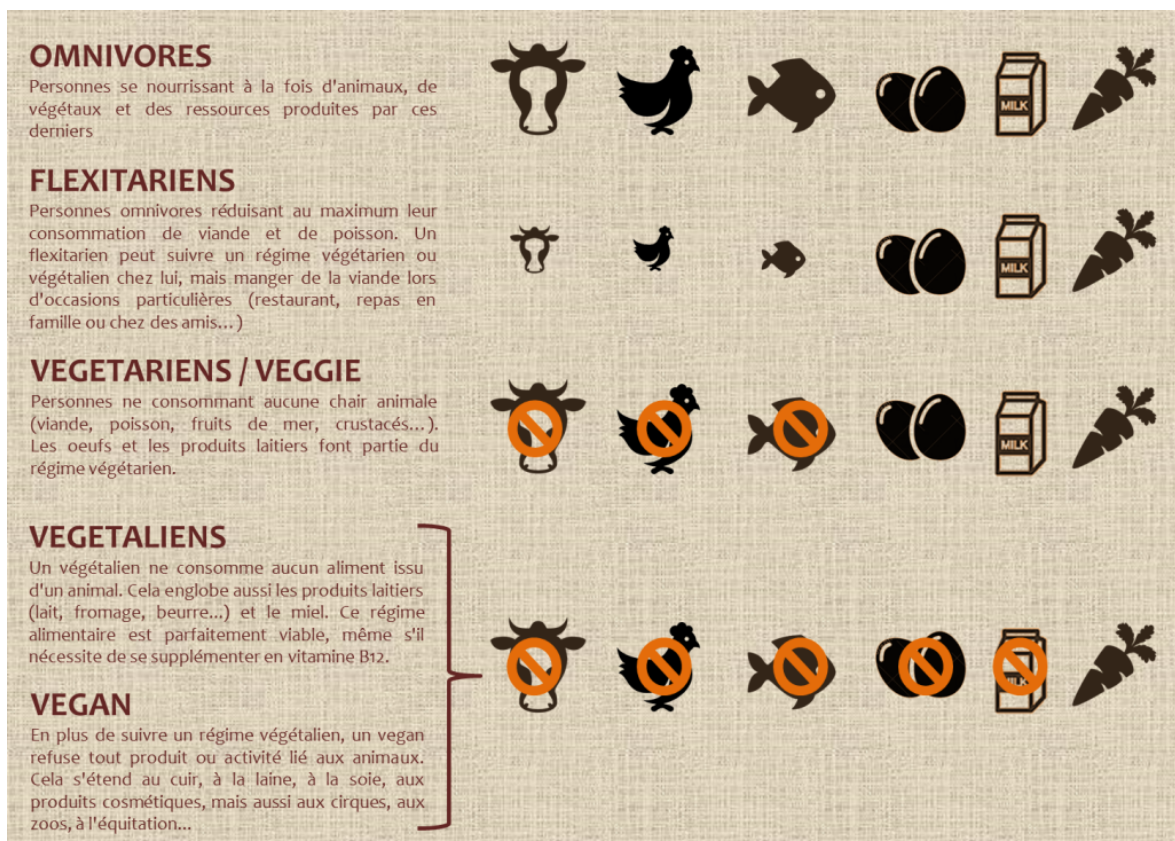 OMNIVORES
Personnes se nourrissant à la fois d'animaux, de
végétaux et des ressources produites par ces
derniers
MILK
FLEXITARIENS
Personnes omnivores réduisant au maximum leur
consommation de viande et de poisson. Un
flexitarien peut suivre un régime végétarien ou
végétalien chez lui, mais manger de la viande lors
d'occasions particulières (restaurant, repas en
famille ou chez des amis...)
MILK
VEGETARIENS / VEGGIE
Personnes ne consommant aucune chair animale
(viande, poisson, fruits de mer, crustacés...).
Les oeufs et les produits laitiers font partie du
régime végétarien.
MILK
VEGETALIENS
Un végétalien ne consomme aucun aliment issu
d'un animal. Cela englobe aussi les produits laitiers
(lait, fromage, beurre...) et le miel. Ce régime
alimentaire est parfaitement viable, même s'il
nécessite de se supplémenter en vitamine B12.
MILK
VEGAN
En plus de suivre un régime végétalien, un vegan
refuse tout produit ou activité lié aux animaux.
Cela s'étend au cuir, à la laine, à la soie, aux
produits cosmétiques, mais aussi aux cirques, aux
zoos, à l'équitation...